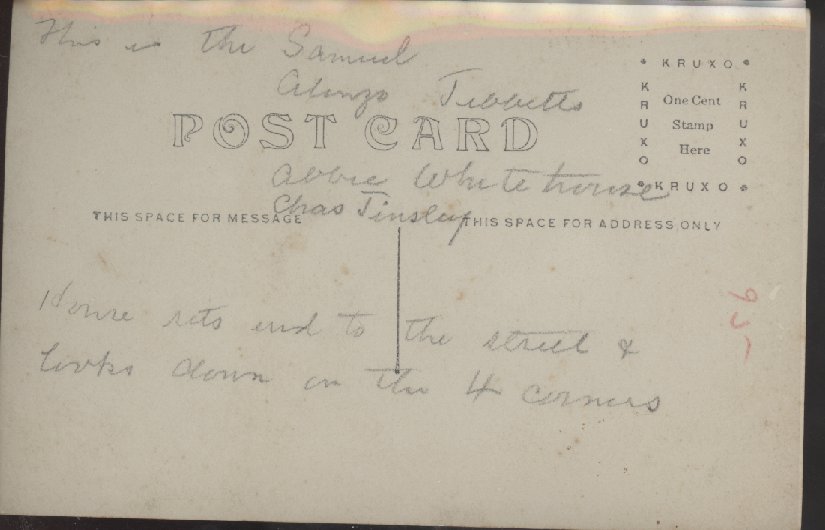 This is the Samuel
Alonzo Tebbetts
* KRUXO *
KRUXO
One Cent
Stamp
Here
KRUXO
POST CARD
Abbie Whitehouse
* KRUXO *
Chas Tinsley
THIS SPACE FOR MESSAGE
THIS SPACE FOR ADDRESS ONLY
House sets end to the street &
looks down on the 4 corners